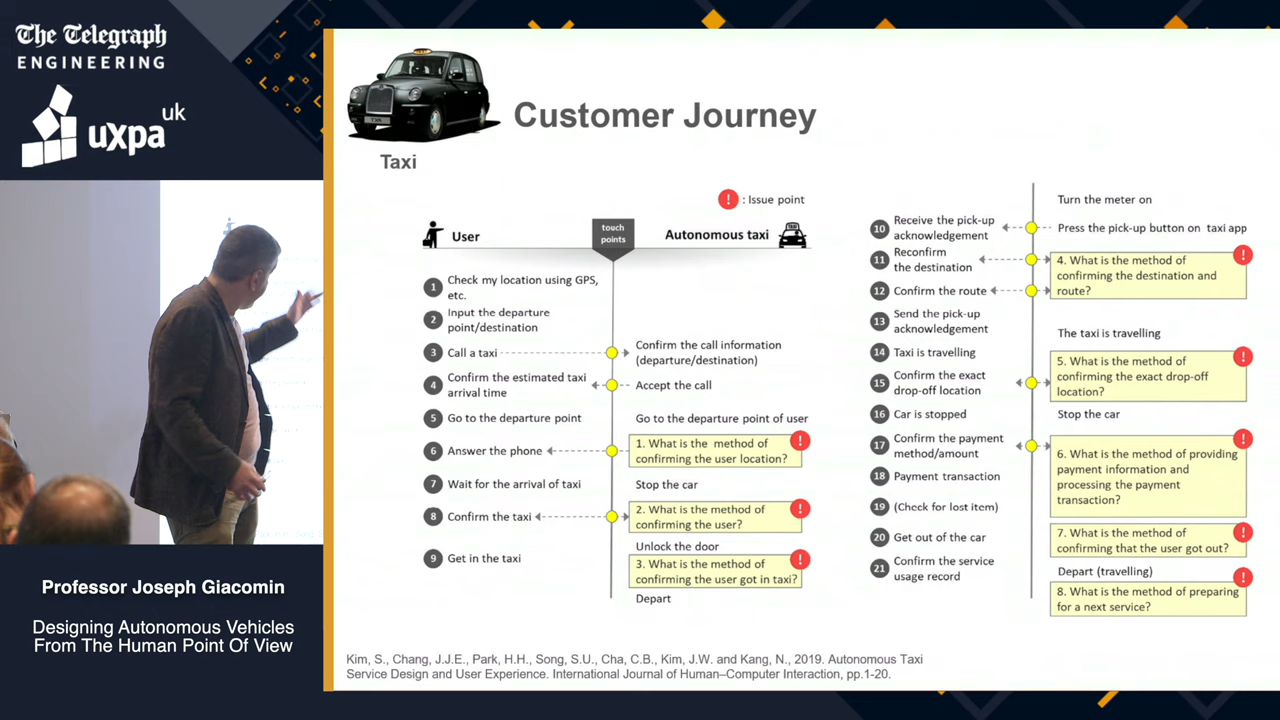 The Telegraph
ENGINEERING
uxpa uk
Customer Journey
Taxi
! : Issue point
User
touch
points
Autonomous taxi
TAXI
1 Check my location using GPS,
etc.
2 Input the departure
point/destination
3 Call a taxi
Confirm the call information
(departure/destination)
4 Confirm the estimated taxi
arrival time
Accept the call
5 Go to the departure point
Go to the departure point of user
6 Answer the phone
1. What is the method of
confirming the user location?
!
7 Wait for the arrival of taxi
Stop the car
8 Confirm the taxi
2. What is the method of
confirming the user?
!
Unlock the door
9 Get in the taxi
3. What is the method of
confirming the user got in taxi?
!
Depart
Turn the meter on
10 Receive the pick-up
acknowledgement
Press the pick-up button on taxi app
11 Reconfirm
the destination
4. What is the method of
confirming the destination and
route?
!
12 Confirm the route
13 Send the pick-up
acknowledgement
The taxi is travelling
14 Taxi is travelling
15 Confirm the exact
drop-off location
5. What is the method of
confirming the exact drop-off
location?
!
16 Car is stopped
Stop the car
17 Confirm the payment
method/amount
6. What is the method of providing
payment information and
processing the payment
transaction?
!
18 Payment transaction
19 (Check for lost item)
20 Get out of the car
7. What is the method of
confirming that the user got out?
!
21 Confirm the service
usage record
Depart (travelling)
8. What is the method of preparing
for a next service?
!
Kim, S., Chang, J.J.E., Park, H.H., Song, S.U., Cha, C.B., Kim, J.W. and Kang, N., 2019. Autonomous Taxi
Service Design and User Experience. International Journal of Human–Computer Interaction, pp.1-20.
Professor Joseph Giacomin
Designing Autonomous Vehicles
From The Human Point Of View